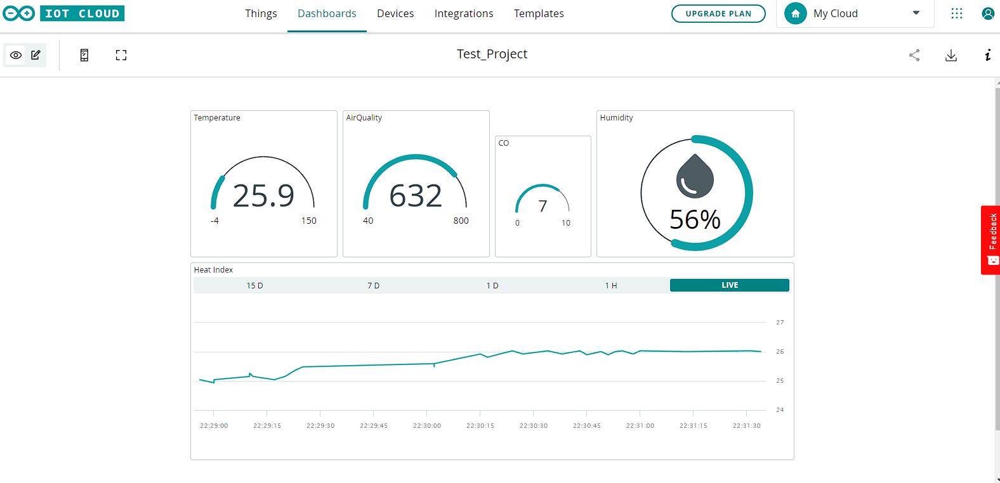 IOT CLOUD
Things Dashboards Devices Integrations Templates
UPGRADE PLAN
My Cloud
Test_Project
i
Temperature
25.9
-4 150
AirQuality
632
40 800
CO
7
0 10
Humidity
56%
Feedback
Heat Index
15 D 7 D 1 D 1 H LIVE
27
26
25
24
22:29:00 22:29:15 22:29:30 22:29:45 22:30:00 22:30:15 22:30:30 22:30:45 22:31:00 22:31:15 22:31:30